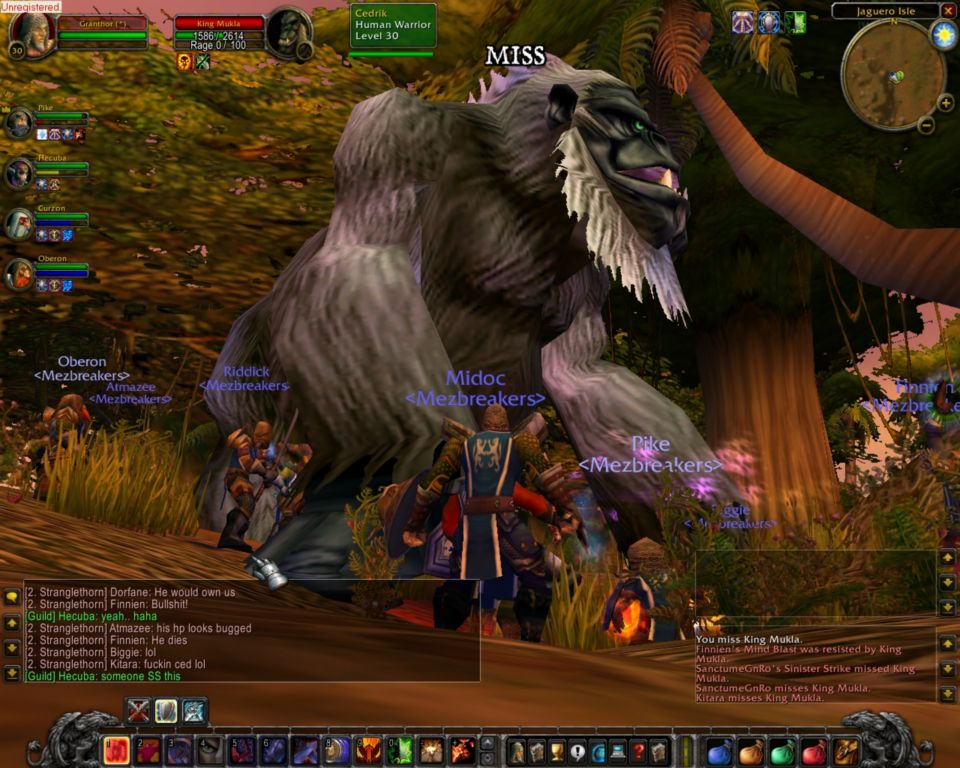 Unregistered
Granthor (*)
30
King Mukla
1586/ 2614
Rage 0 / 100
Cedrik
Human Warrior
Level 30
MISS
Jaguero Isle
N
Pike
Hecuba
Curzon
Oberon
Oberon
<Mezbreakers>
Atmazee
<Mezbreakers>
Riddick
<Mezbreakers
Midoc
<Mezbreakers>
Pike
<Mezbreakers>
Finnien
[2. Stranglethorn] Dorfane: He would own us
[2. Stranglethorn] Finnien: Bullshit!
[Guild] Hecuba: yeah.. haha
[2. Stranglethorn] Atmazee: his hp looks bugged
[2. Stranglethorn] Finnien: He dies
[2. Stranglethorn] Biggie: lol
[2. Stranglethorn] Kitara: fuckin ced lol
[Guild] Hecuba: someone SS this
You miss King Mukla.
Finnien's Mind Blast was resisted by King
Mukla.
SanctumeGnRo's Sinister Strike missed King
Mukla.
SanctumeGnRo misses King Mukla.
Kitara misses King Mukla.